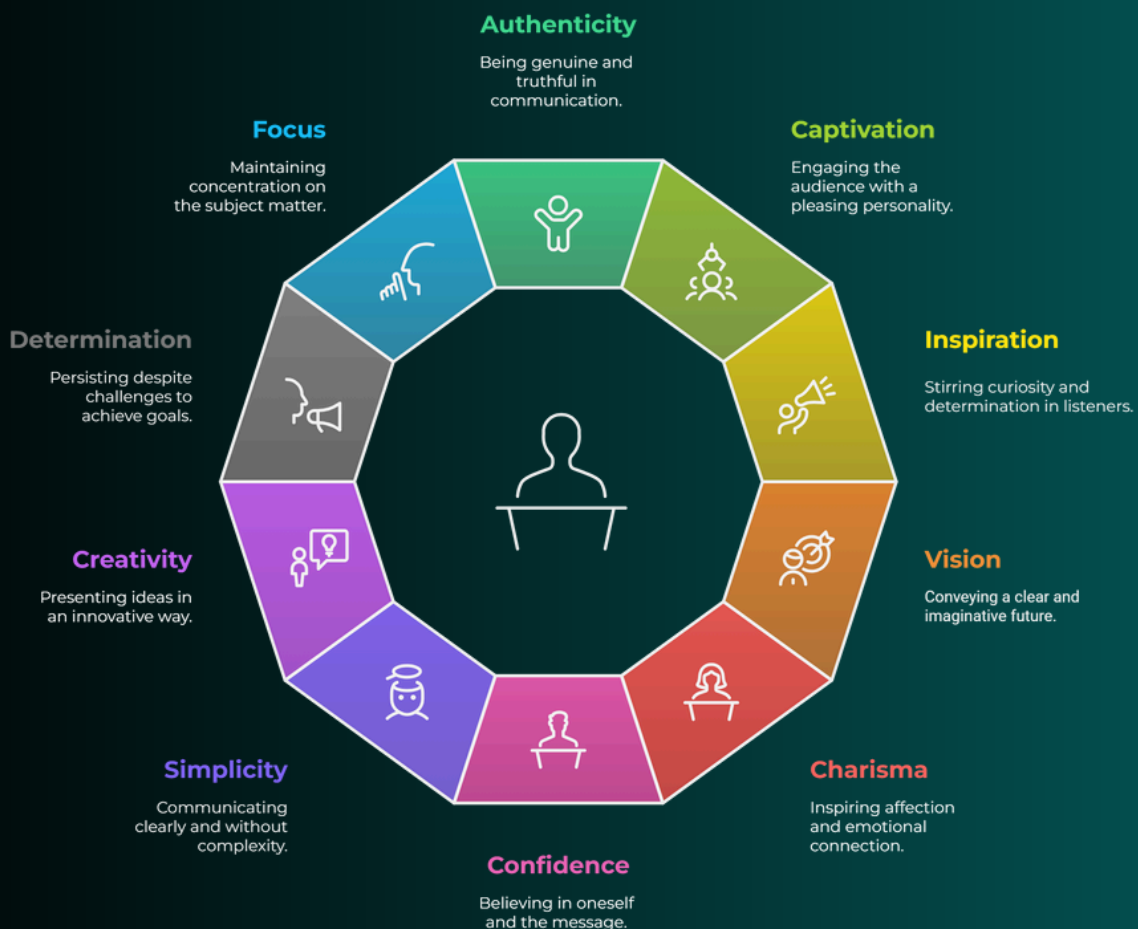 Authenticity
Being genuine and
truthful in
communication.
Captivation
Engaging the
audience with a
pleasing personality.
Inspiration
Stirring curiosity and
determination in listeners.
Vision
Conveying a clear and
imaginative future.
Charisma
Inspiring affection
and emotional
connection.
Confidence
Believing in oneself
and the message.
Simplicity
Communicating
clearly and without
complexity.
Creativity
Presenting ideas in
an innovative way.
Determination
Persisting despite
challenges to
achieve goals.
Focus
Maintaining
concentration on
the subject matter.